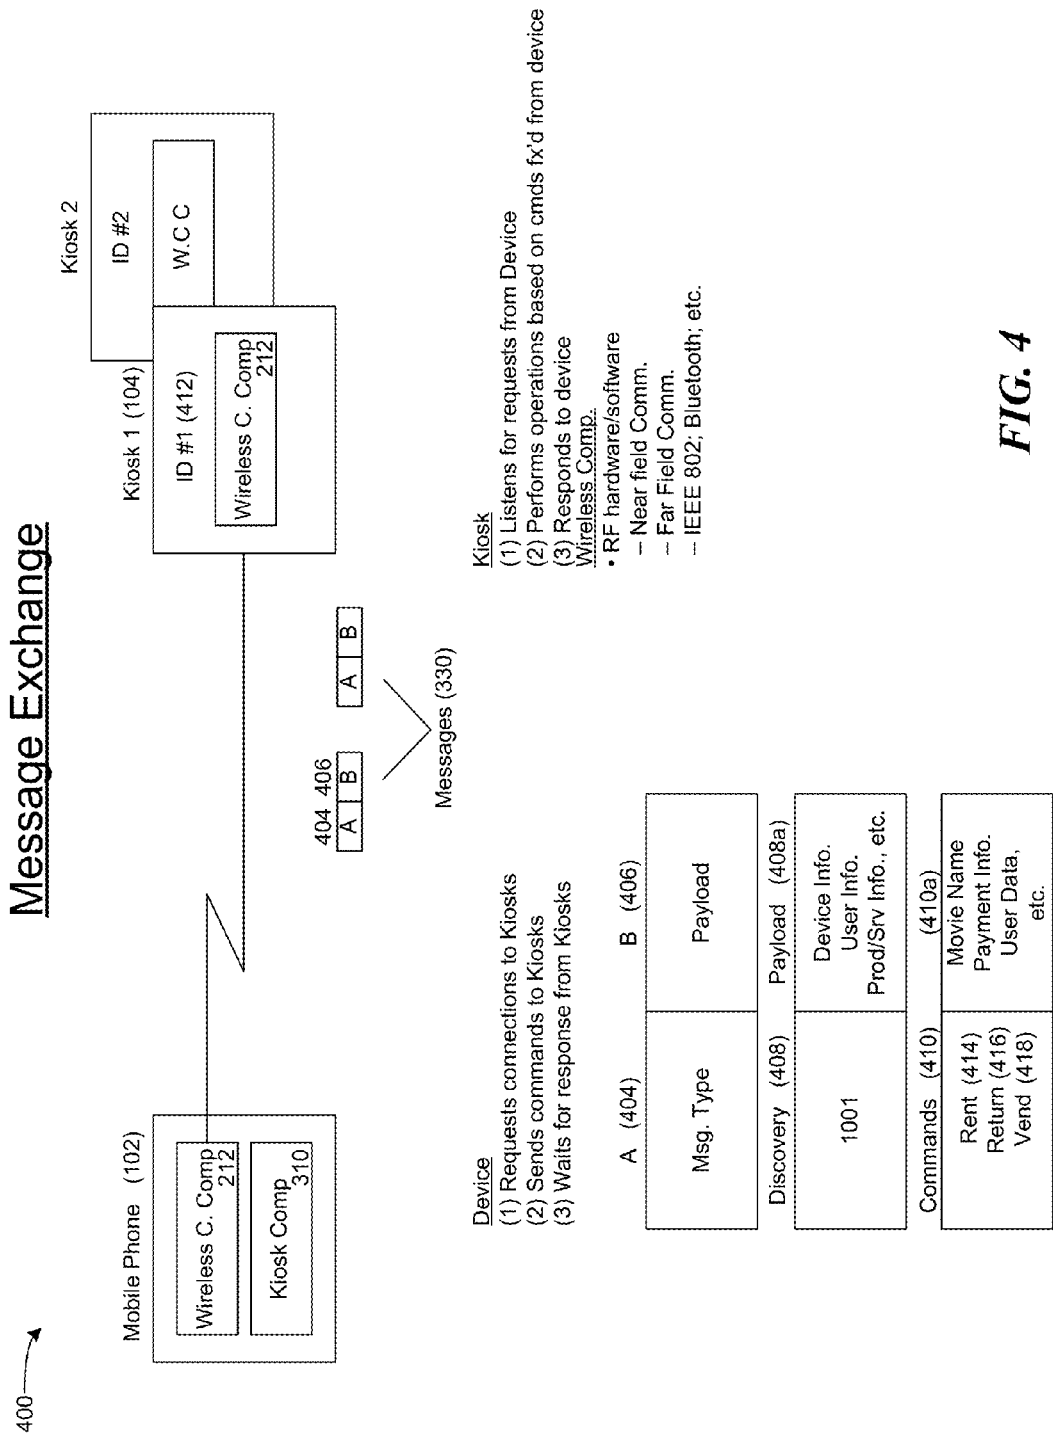 400
Message Exchange
Mobile Phone (102)
Wireless C. Comp
212
Kiosk Comp
310
404 406
A B
A B
Messages (330)
Kiosk 1 (104)
ID #1 (412)
Wireless C. Comp
212
Kiosk 2
ID #2
W.C C
Device
(1) Requests connections to Kiosks
(2) Sends commands to Kiosks
(3) Waits for response from Kiosks
Kiosk
(1) Listens for requests from Device
(2) Performs operations based on cmds fx'd from device
(3) Responds to device
Wireless Comp.
• RF hardware/software
– Near field Comm.
– Far Field Comm.
– IEEE 802; Bluetooth; etc.
A (404) B (406)
Msg. Type Payload
Discovery (408) Payload (408a)
1001
Device Info.
User Info.
Prod/Srv Info., etc.
Commands (410) (410a)
Rent (414)
Return (416)
Vend (418)
Movie Name
Payment Info.
User Data,
etc.
FIG. 4